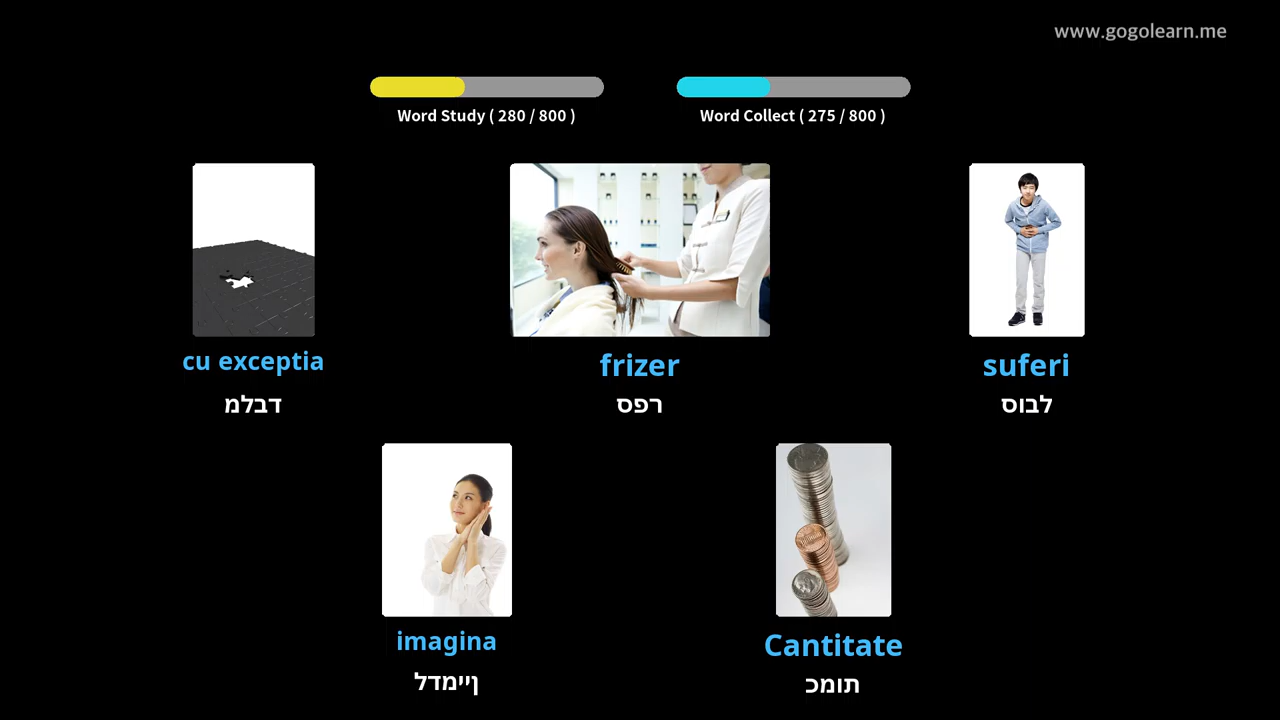 www.gogolearn.me
Word Study ( 280 / 800 )
Word Collect ( 275 / 800 )
cu exceptia
דבלמ
frizer
רפס
suferi
לבוס
imagina
ןיימדל
Cantitate
תומכ